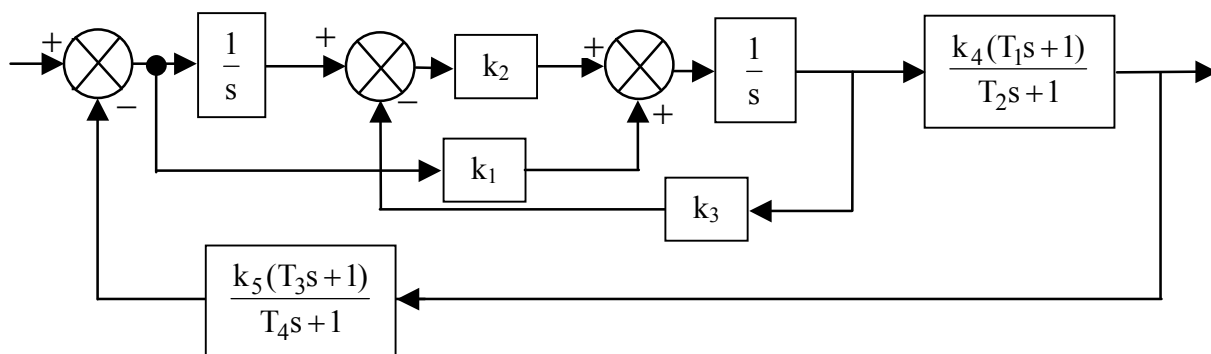 +
1
s
+
k2
+
1
s
k4(T1s+1)
T2s+1
−
−
+
k1
k3
k5(T3s+1)
T4s+1